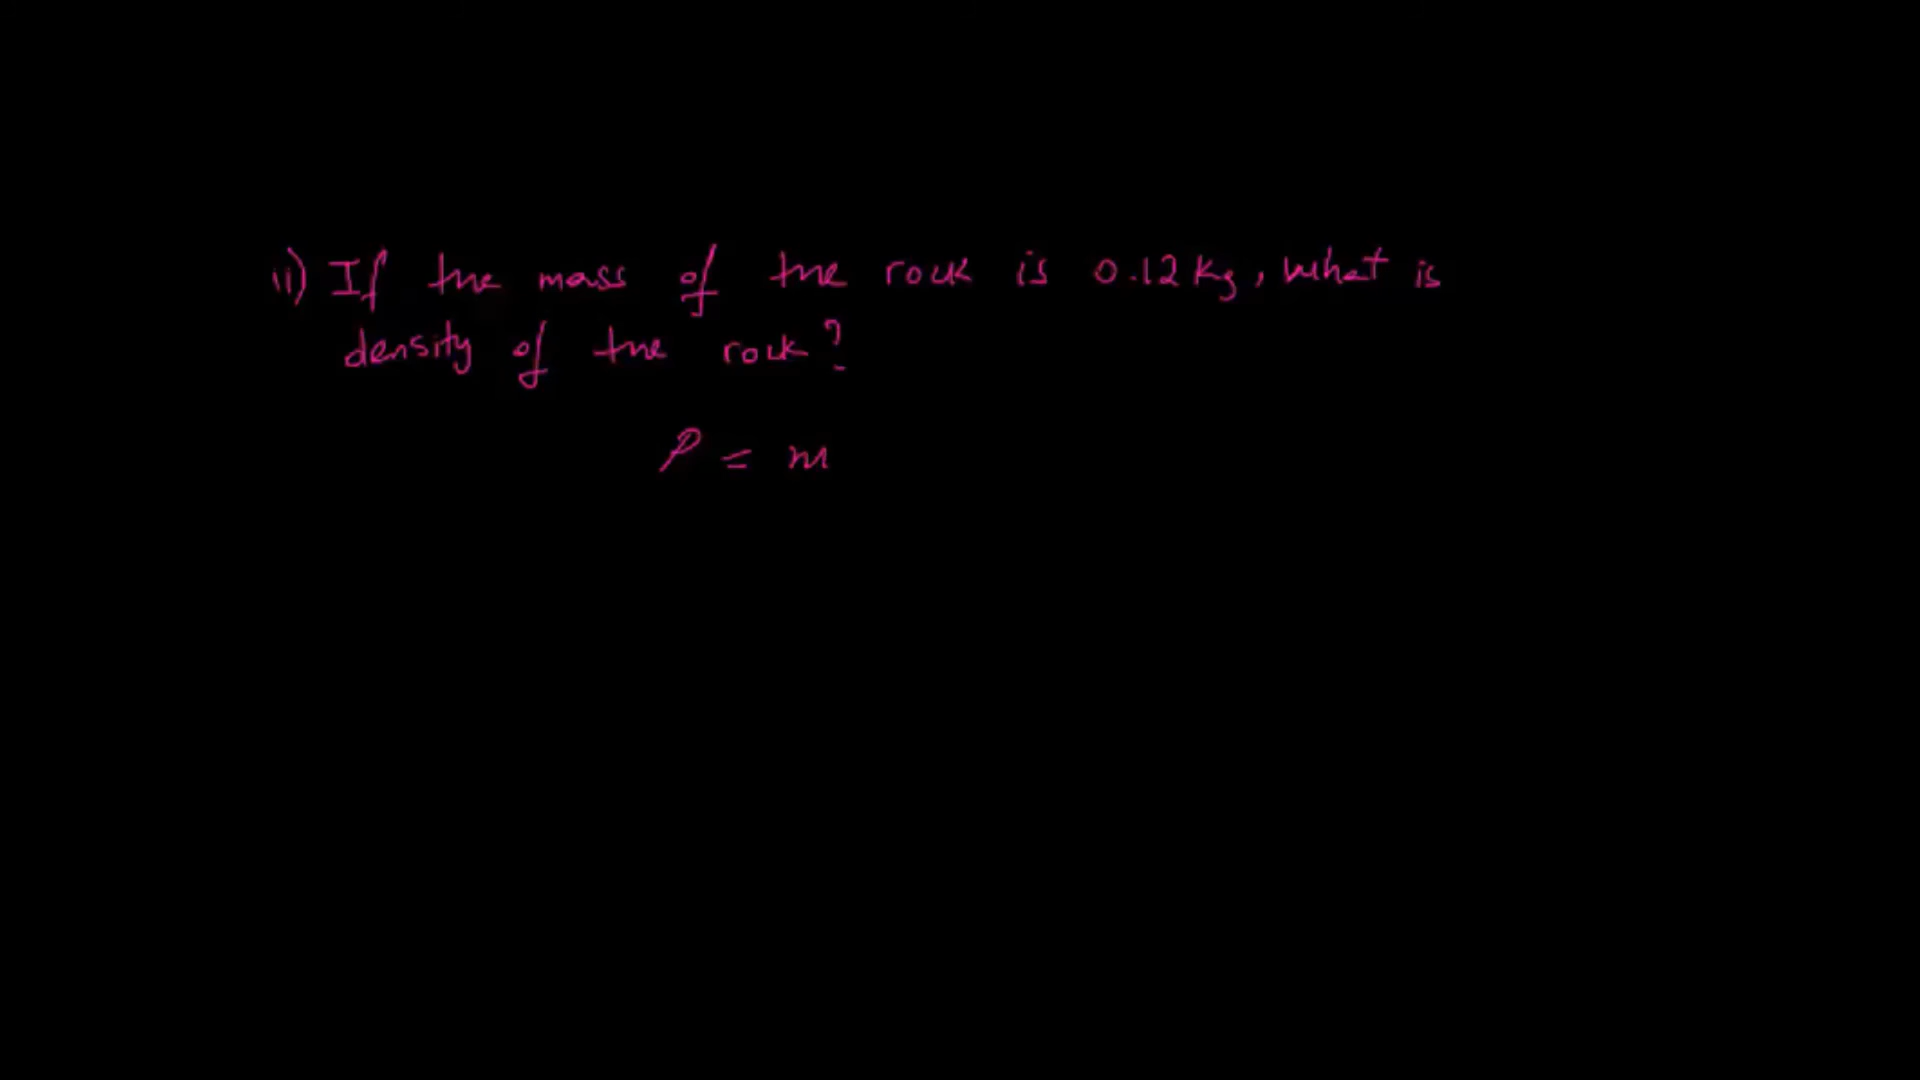 ii) If the mass of the rock is 0.12 kg, what is
density of the rock?
ρ = m